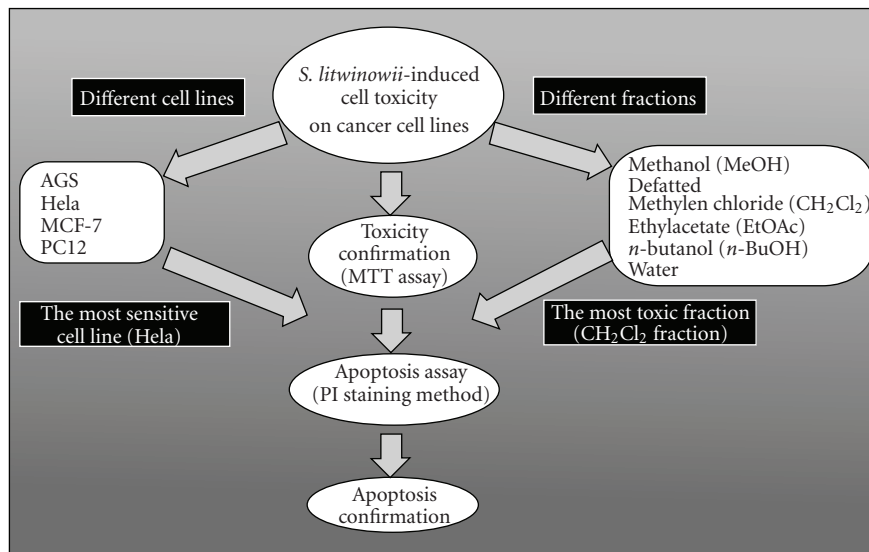 S. litwinowii-induced
cell toxicity
on cancer cell lines
Different cell lines
Different fractions
AGS
Hela
MCF-7
PC12
Methanol (MeOH)
Defatted
Methylen chloride (CH₂Cl₂)
Ethylacetate (EtOAc)
n-butanol (n-BuOH)
Water
Toxicity
confirmation
(MTT assay)
The most sensitive
cell line (Hela)
The most toxic fraction
(CH₂Cl₂ fraction)
Apoptosis assay
(PI staining method)
Apoptosis
confirmation